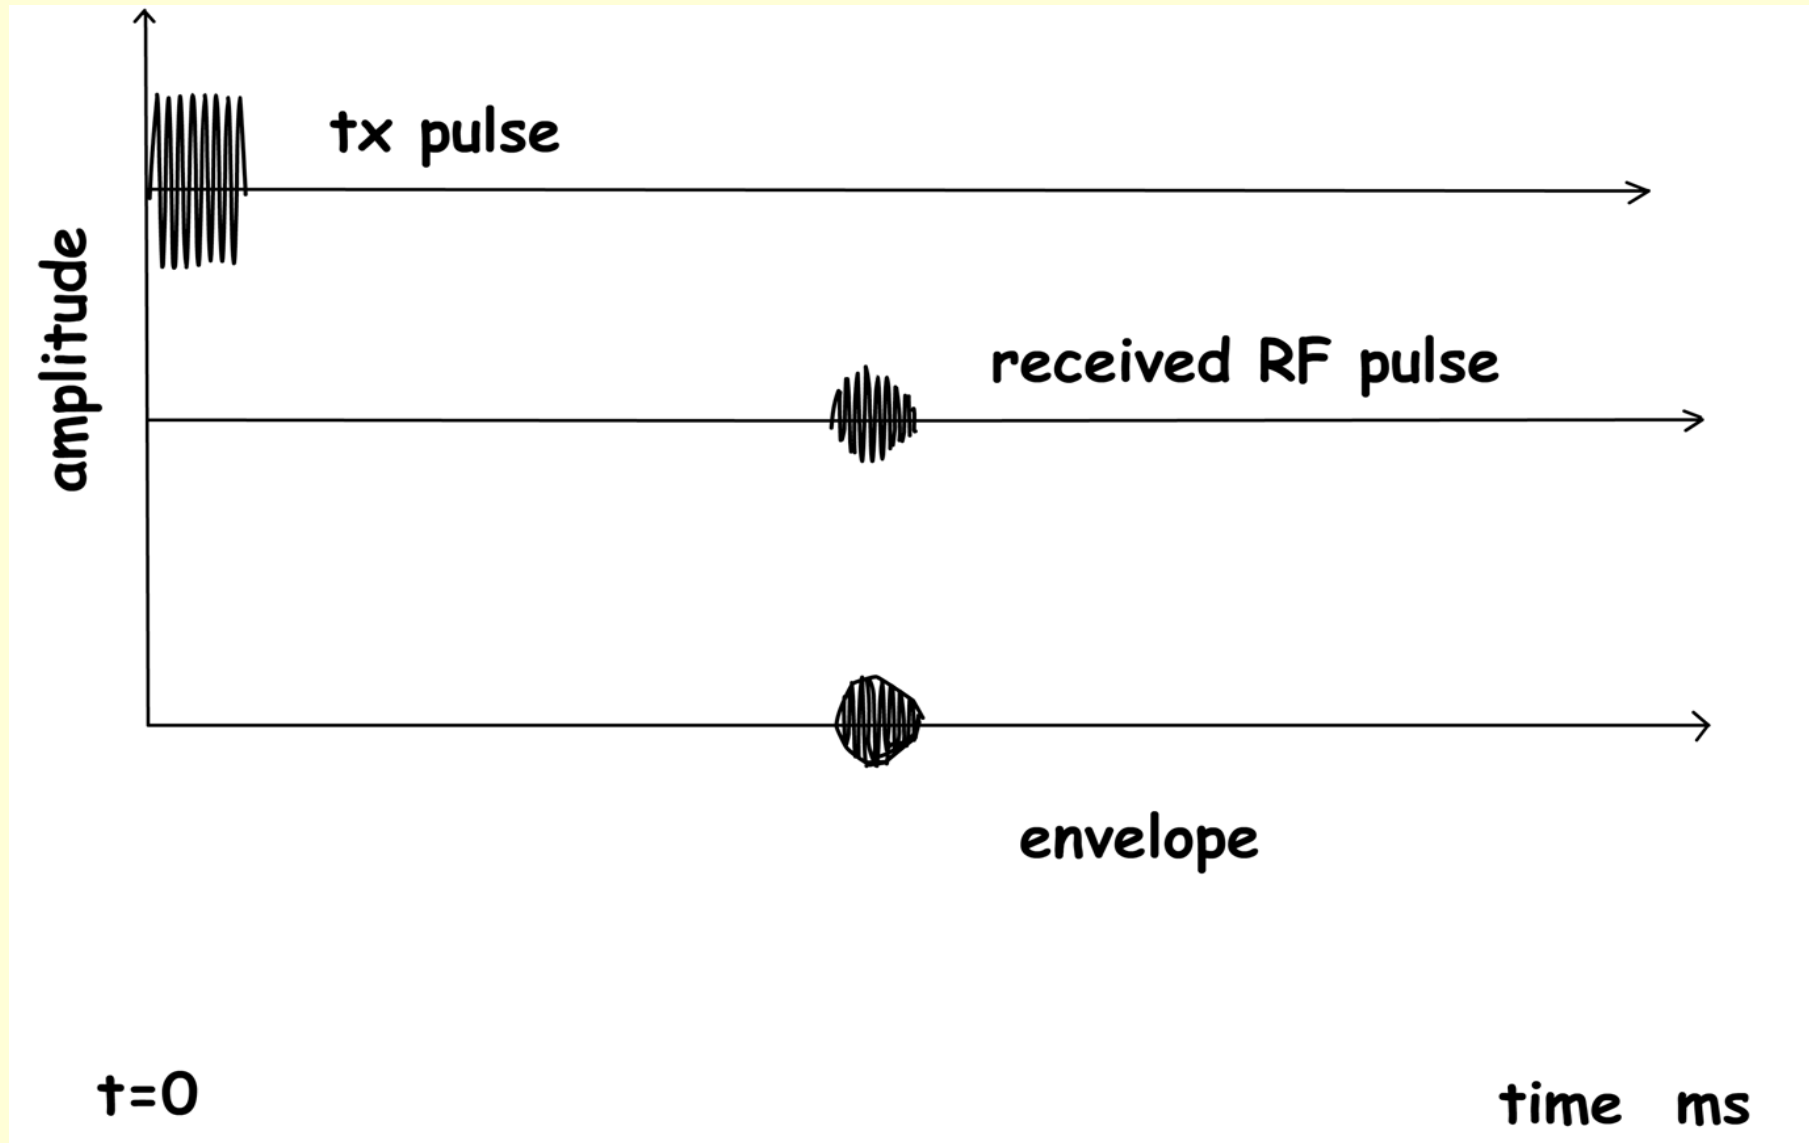 tx pulse
amplitude
received RF pulse
envelope
t=0
time ms